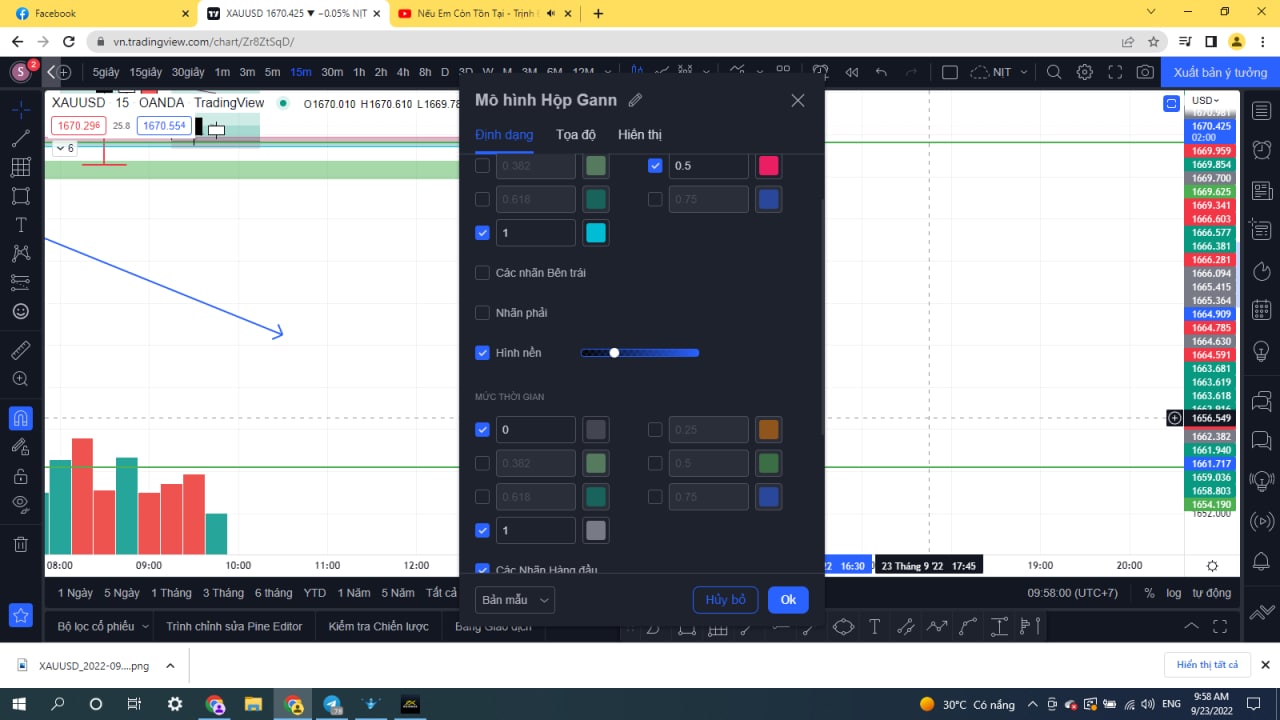 Facebook
XAUUSD 1670.425 ▼ −0.05% NIT
Nếu Em Còn Tồn Tại - Trịnh
vn.tradingview.com/chart/Zr8ZtSqD/
S 2
5giây 15giây 30giây 1m 3m 5m 15m 30m 1h 2h 4h 8h D 3D W M 3M 6M 12M
NIT
Xuất bản ý tưởng
XAUUSD 15 OANDA TradingView O1670.010 H1670.610 L1669.78
1670.296 25.8 1670.554
6
Mô hình Hộp Gann
Định dạng Tọa độ Hiển thị
0.382 0.5
0.618 0.75
1
Các nhãn Bên trái
Nhãn phải
Hình nền
MỨC THỜI GIAN
0 0.25
0.382 0.5
0.618 0.75
1
Các Nhãn Hàng đầu
Bản mẫu Hủy bỏ Ok
USD
1670.981
1670.425
02:00
1669.959
1669.854
1669.700
1669.625
1669.341
1666.603
1666.577
1666.381
1666.281
1666.094
1665.415
1665.364
1664.909
1664.785
1664.630
1664.591
1663.681
1663.619
1663.618
1656.549
1662.382
1661.940
1661.717
1659.036
1658.803
1654.190
1652.000
08:00 09:00 10:00 11:00 12:00 22 16:30 23 Tháng 9 '22 17:45 19:00 20:00
1 Ngày 5 Ngày 1 Tháng 3 Tháng 6 tháng YTD 1 Năm 5 Năm Tất cả
09:58:00 (UTC+7) % log tự động
Bộ lọc cổ phiếu Trình chỉnh sửa Pine Editor Kiểm tra Chiến lược Bảng Giao dịch
XAUUSD_2022-09....png
Hiển thị tất cả
30°C Có nắng
ENG
9:58 AM
9/23/2022